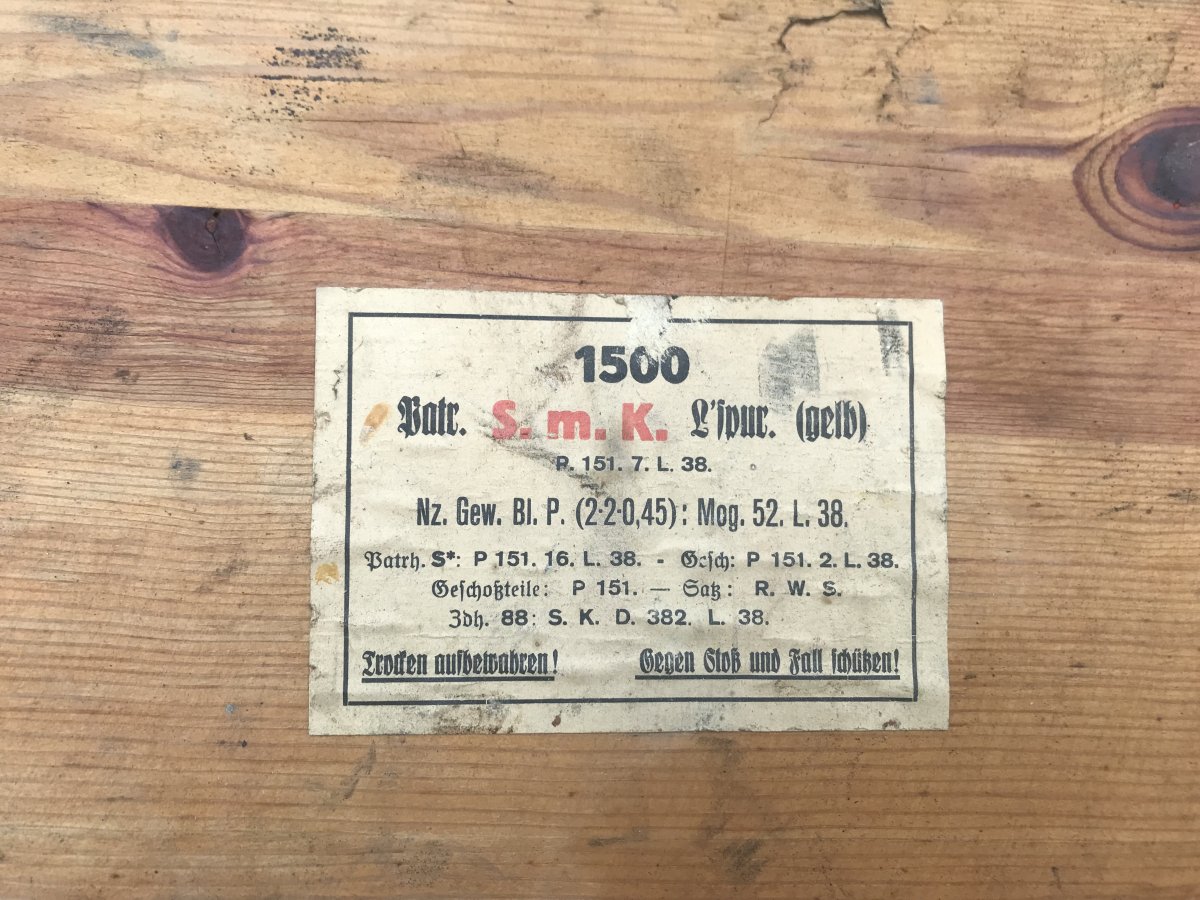 1500
Patr. S. m. K. L'spur. (gelb)
P. 151. 7. L. 38.
Nz. Gew. Bl. P. (2·2·0,45): Mog. 52. L. 38.
Patrh. S*: P 151. 16. L. 38. - Gesch: P 151. 2. L. 38.
Geschoßteile: P 151. — Satz: R. W. S.
Zdh. 88: S. K. D. 382. L. 38.
Trocken aufbewahren! Gegen Stoß und Fall schützen!